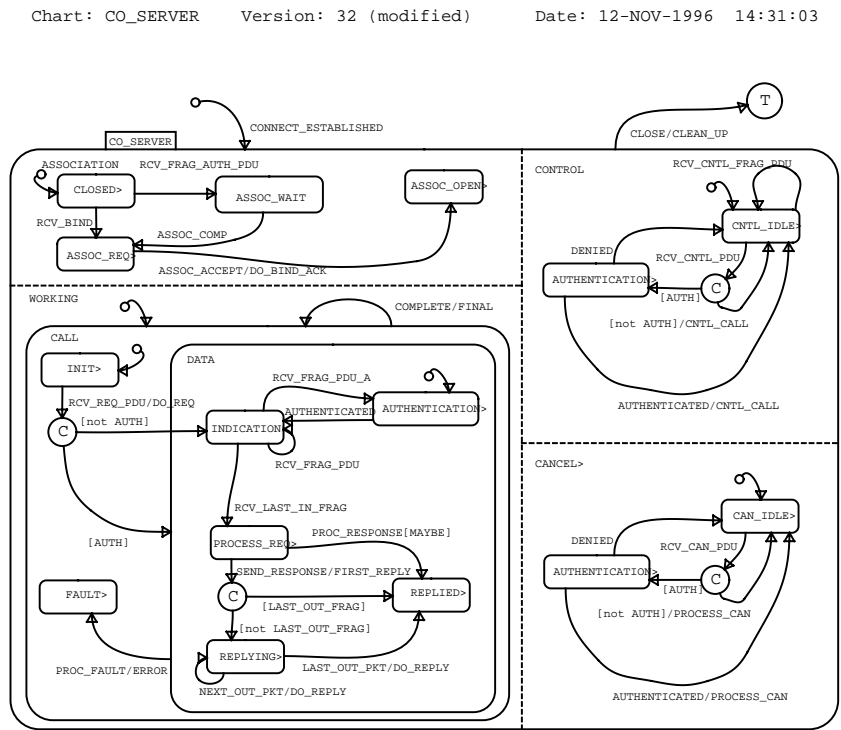 Chart: CO_SERVER Version: 32 (modified) Date: 12-NOV-1996 14:31:03
T
CONNECT_ESTABLISHED
CLOSE/CLEAN_UP
CO_SERVER
ASSOCIATION RCV_FRAG_AUTH_PDU
CLOSED>
ASSOC_WAIT
ASSOC_OPEN>
RCV_BIND
ASSOC_COMP
ASSOC_REQ>
ASSOC_ACCEPT/DO_BIND_ACK
CONTROL
RCV_CNTL_FRAG_PDU
CNTL_IDLE>
DENIED
RCV_CNTL_PDU
AUTHENTICATION>
C
[AUTH]
[not AUTH]/CNTL_CALL
AUTHENTICATED/CNTL_CALL
WORKING
COMPLETE/FINAL
CALL
INIT>
RCV_REQ_PDU/DO_REQ
C
[not AUTH]
[AUTH]
FAULT>
PROC_FAULT/ERROR
DATA
RCV_FRAG_PDU_A
AUTHENTICATED
AUTHENTICATION>
INDICATION
RCV_FRAG_PDU
RCV_LAST_IN_FRAG
PROCESS_REQ>
PROC_RESPONSE[MAYBE]
SEND_RESPONSE/FIRST_REPLY
C
[LAST_OUT_FRAG]
REPLIED>
[not LAST_OUT_FRAG]
REPLYING>
LAST_OUT_PKT/DO_REPLY
NEXT_OUT_PKT/DO_REPLY
CANCEL>
CAN_IDLE>
DENIED
RCV_CAN_PDU
AUTHENTICATION>
C
[AUTH]
[not AUTH]/PROCESS_CAN
AUTHENTICATED/PROCESS_CAN